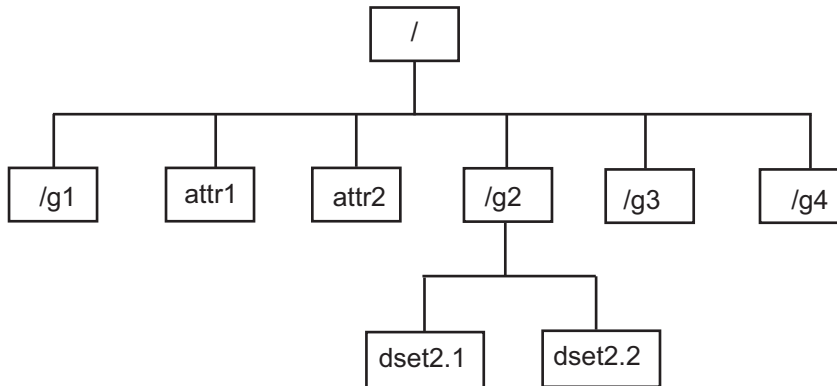 /
/g1
attr1
attr2
/g2
/g3
/g4
dset2.1
dset2.2